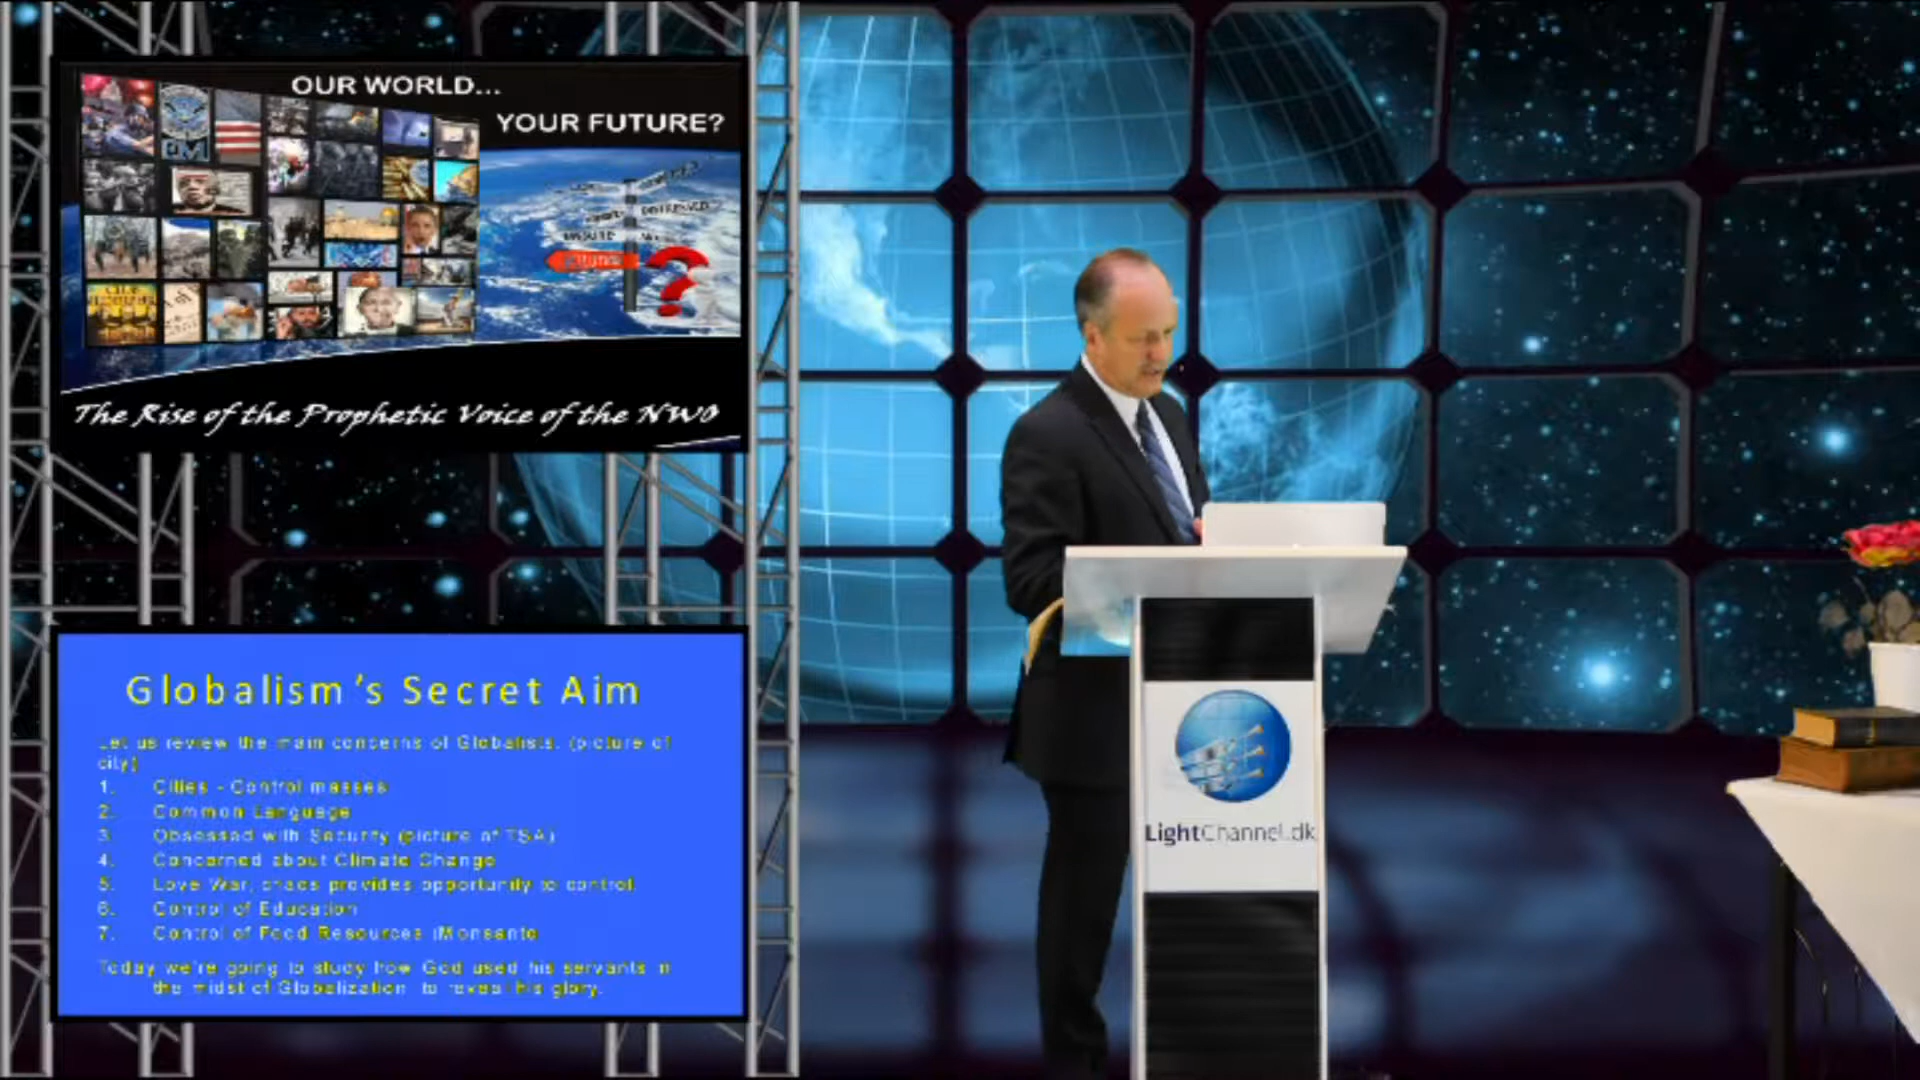 OUR WORLD...
YOUR FUTURE?
The Rise of the Prophetic Voice of the NWO
Globalism's Secret Aim
Let us review the main concerns of Globalists. (picture of
city)
1. Cities - Control masses
2. Common Language
3. Obsessed with Security (picture of TSA)
4. Concerned about Climate Change
5. Love War, chaos provides opportunity to control.
6. Control of Education
7. Control of Food Resources (Monsanto
Today we're going to study how God used his servants in
the midst of Globalization to reveal his glory.
LightChannel.dk